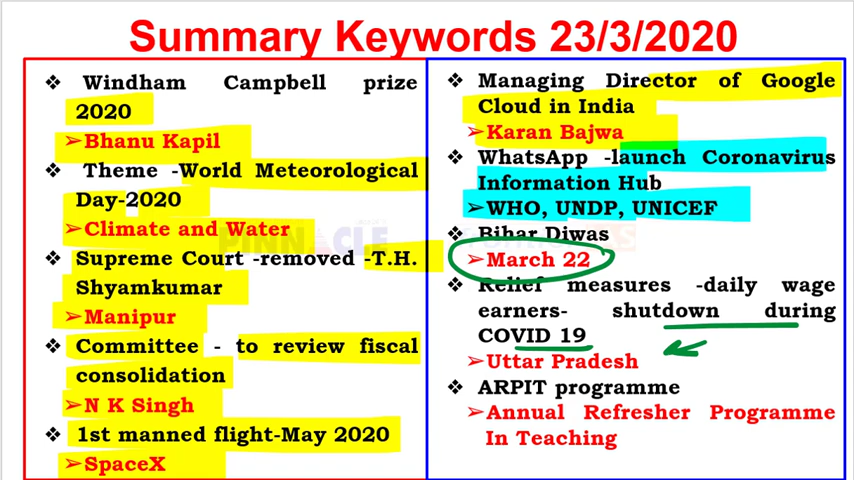 Summary Keywords 23/3/2020
❖ Windham Campbell prize
2020
➢Bhanu Kapil
❖ Theme -World Meteorological
Day-2020
➢Climate and Water
❖ Supreme Court -removed -T.H.
Shyamkumar
➢Manipur
❖ Committee - to review fiscal
consolidation
➢N K Singh
❖ 1st manned flight-May 2020
➢SpaceX
❖ Managing Director of Google
Cloud in India
➢Karan Bajwa
❖ WhatsApp -launch Coronavirus
Information Hub
➢WHO, UNDP, UNICEF
❖ Bihar Diwas
➢March 22
❖ Relief measures -daily wage
earners- shutdown during
COVID 19
➢Uttar Pradesh
❖ ARPIT programme
➢Annual Refresher Programme
In Teaching
PINNACLE